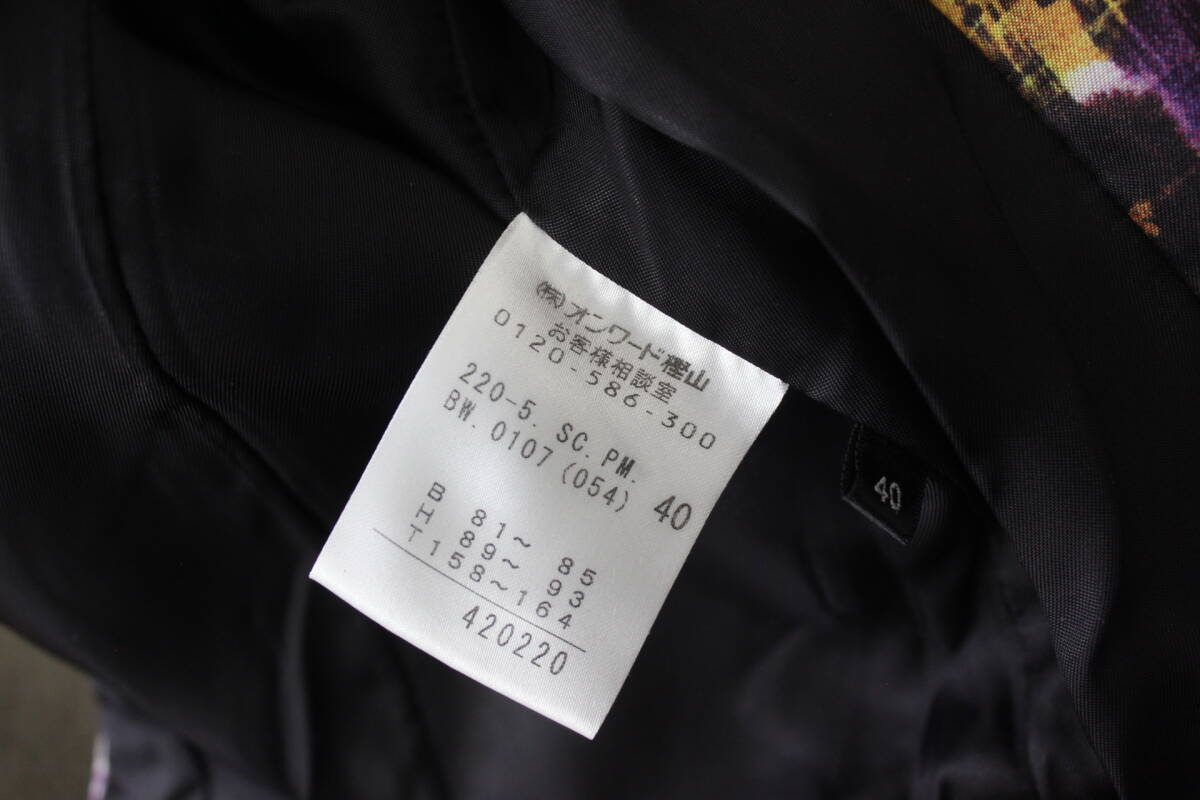 (株)オンワード樫山
お客様相談室
0120-586-300
220-5. SC. PM.
BW. 0107 (054) 40
B 81～ 85
H 89～ 93
T158～164
420220
40